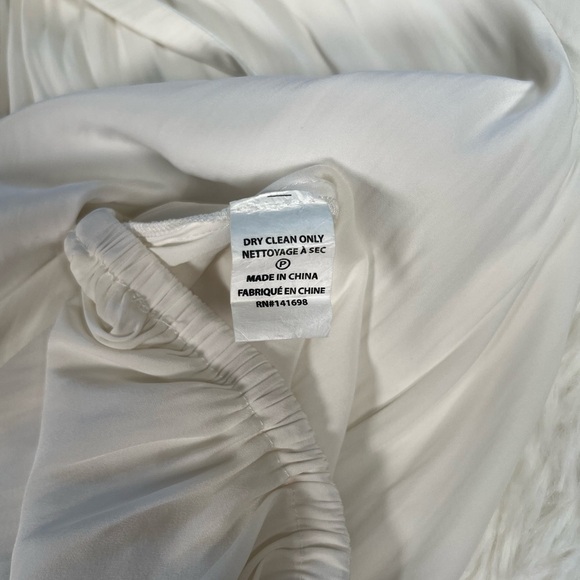 DRY CLEAN ONLY
NETTOYAGE À SEC
P
MADE IN CHINA
FABRIQUÉ EN CHINE
RN#141698